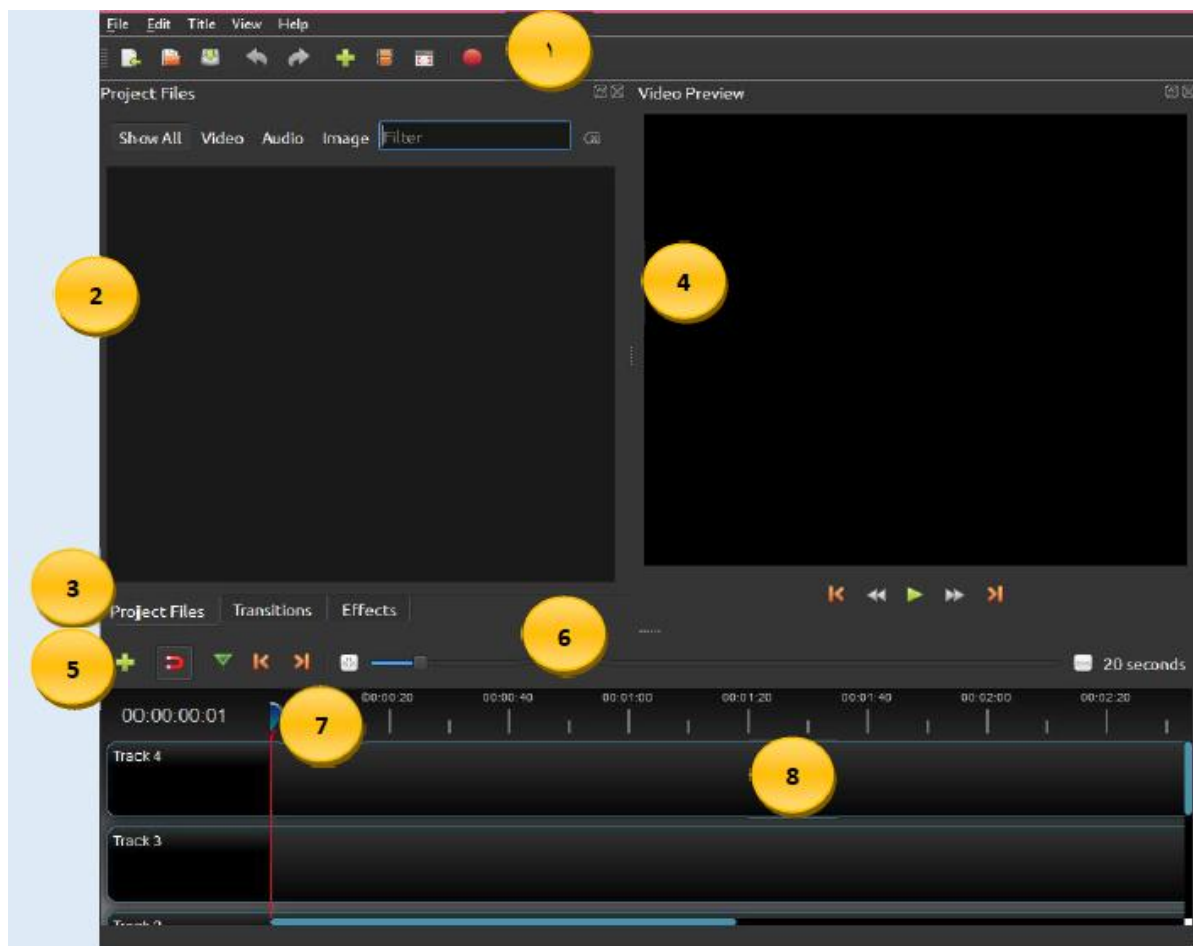 File Edit Title View Help
١
Project Files
Video Preview
Show All Video Audio Image Filter
2
4
3
Project Files Transitions Effects
6
5
20 seconds
00:00:20 00:00:40 00:01:00 00:01:20 00:01:40 00:02:00 00:02:20
00:00:00:01
7
Track 4
8
Track 3